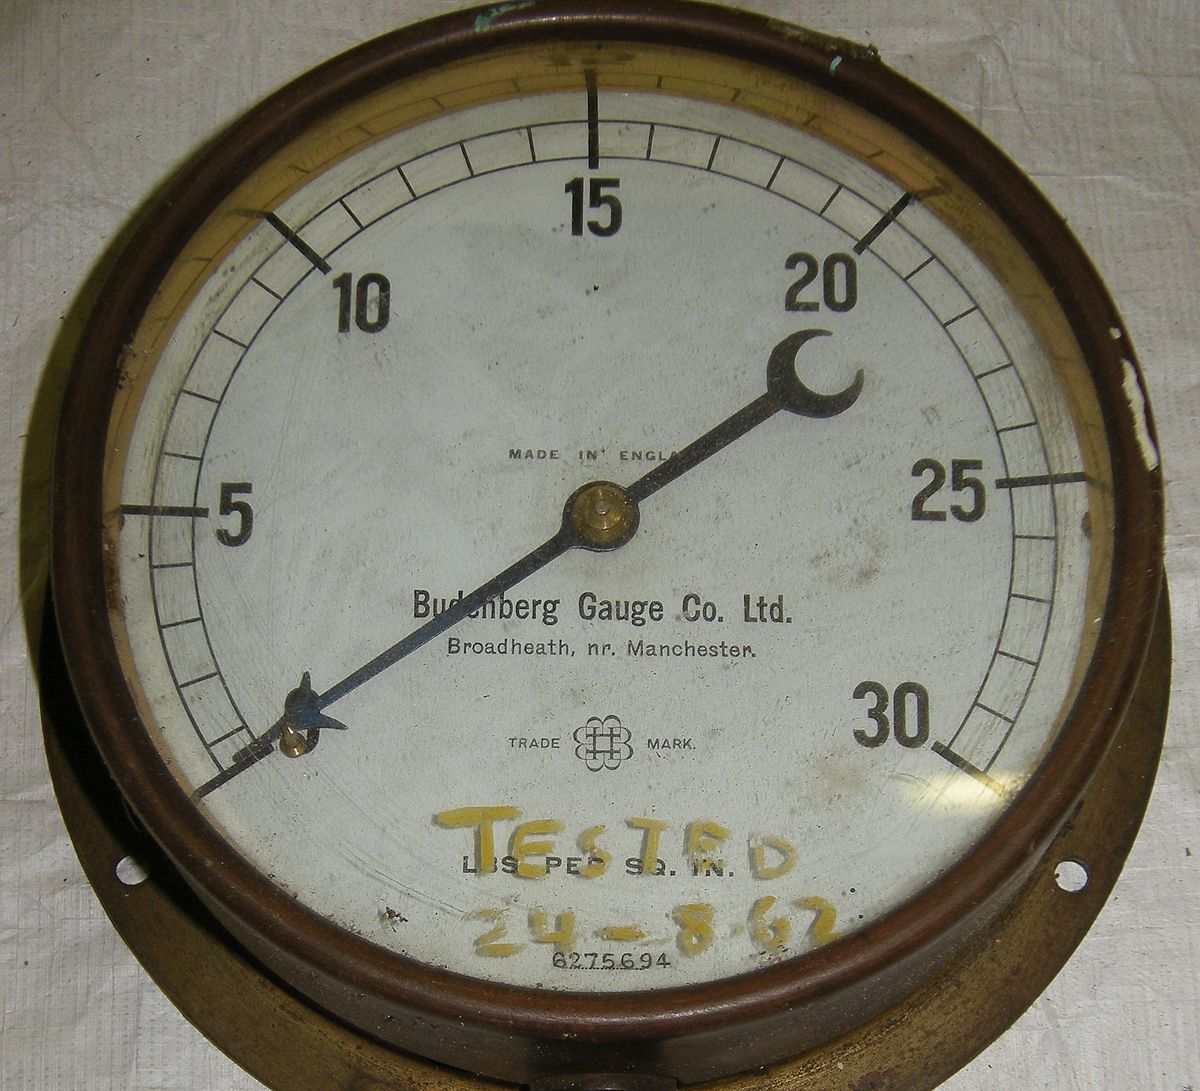 15
10
20
5
25
MADE IN ENGLA
Budenberg Gauge Co. Ltd.
Broadheath, nr. Manchester.
30
TRADE MARK.
TESTED
LBS. PER SQ. IN.
24-8-62
6275694